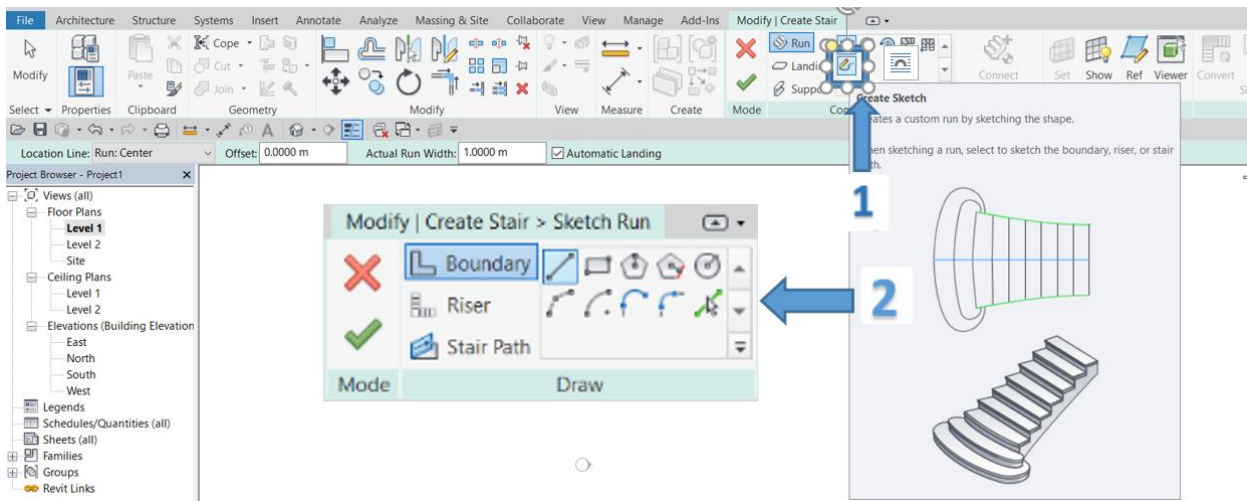 File Architecture Structure Systems Insert Annotate Analyze Massing & Site Collaborate View Manage Add-Ins Modify | Create Stair
Modify
Paste
Cope
Cut
Join
Run
Landi
Suppo
Connect
Set Show Ref Viewer Convert
Select Properties Clipboard Geometry Modify View Measure Create Mode Co
Location Line: Run: Center Offset: 0.0000 m Actual Run Width: 1.0000 m Automatic Landing
Project Browser - Project1
Views (all)
Floor Plans
Level 1
Level 2
Site
Ceiling Plans
Level 1
Level 2
Elevations (Building Elevation
East
North
South
West
Legends
Schedules/Quantities (all)
Sheets (all)
Families
Groups
Revit Links
Modify | Create Stair > Sketch Run
Boundary
Riser
Stair Path
Mode Draw
1
2
Create Sketch
eates a custom run by sketching the shape.
en sketching a run, select to sketch the boundary, riser, or stair
th.